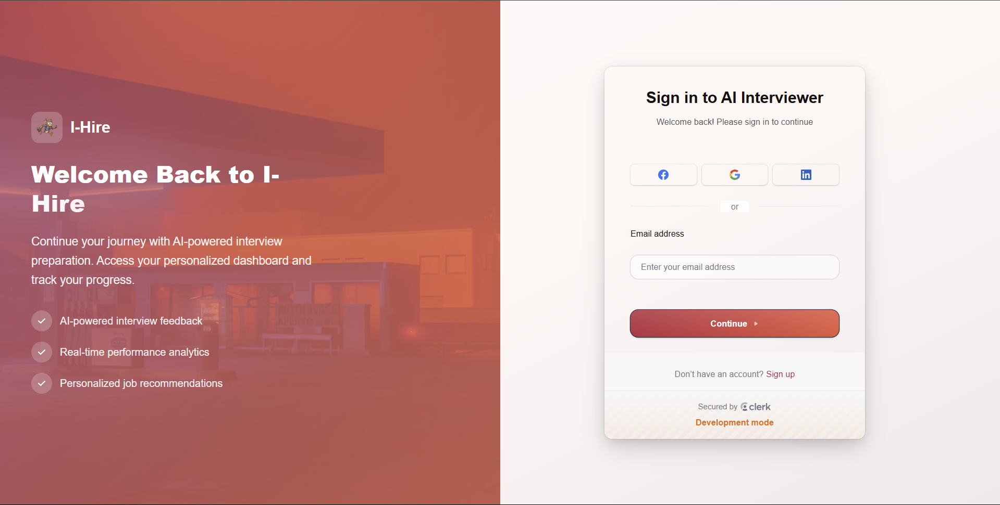 I-Hire
Welcome Back to I-
Hire
Continue your journey with AI-powered interview
preparation. Access your personalized dashboard and
track your progress.
AI-powered interview feedback
Real-time performance analytics
Personalized job recommendations
Sign in to AI Interviewer
Welcome back! Please sign in to continue
or
Email address
Enter your email address
Continue
Don’t have an account? Sign up
Secured by clerk
Development mode